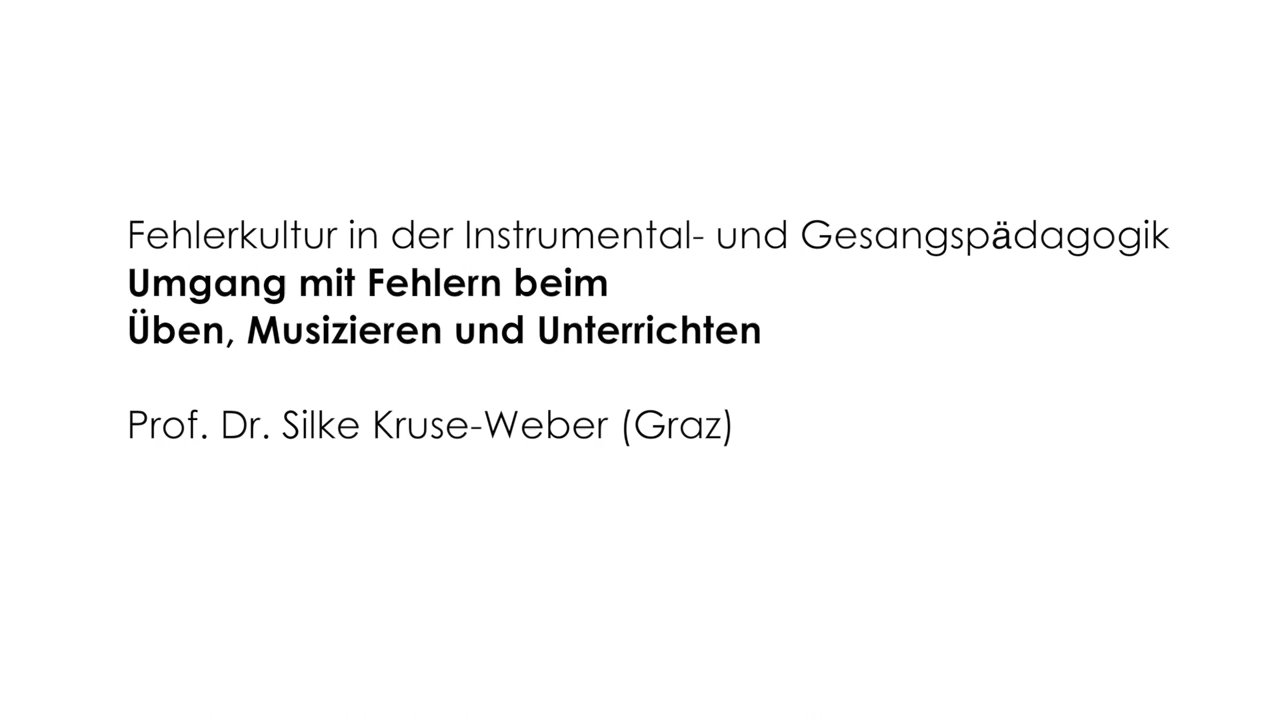 Fehlerkultur in der Instrumental- und Gesangspädagogik
Umgang mit Fehlern beim
Üben, Musizieren und Unterrichten
Prof. Dr. Silke Kruse-Weber (Graz)